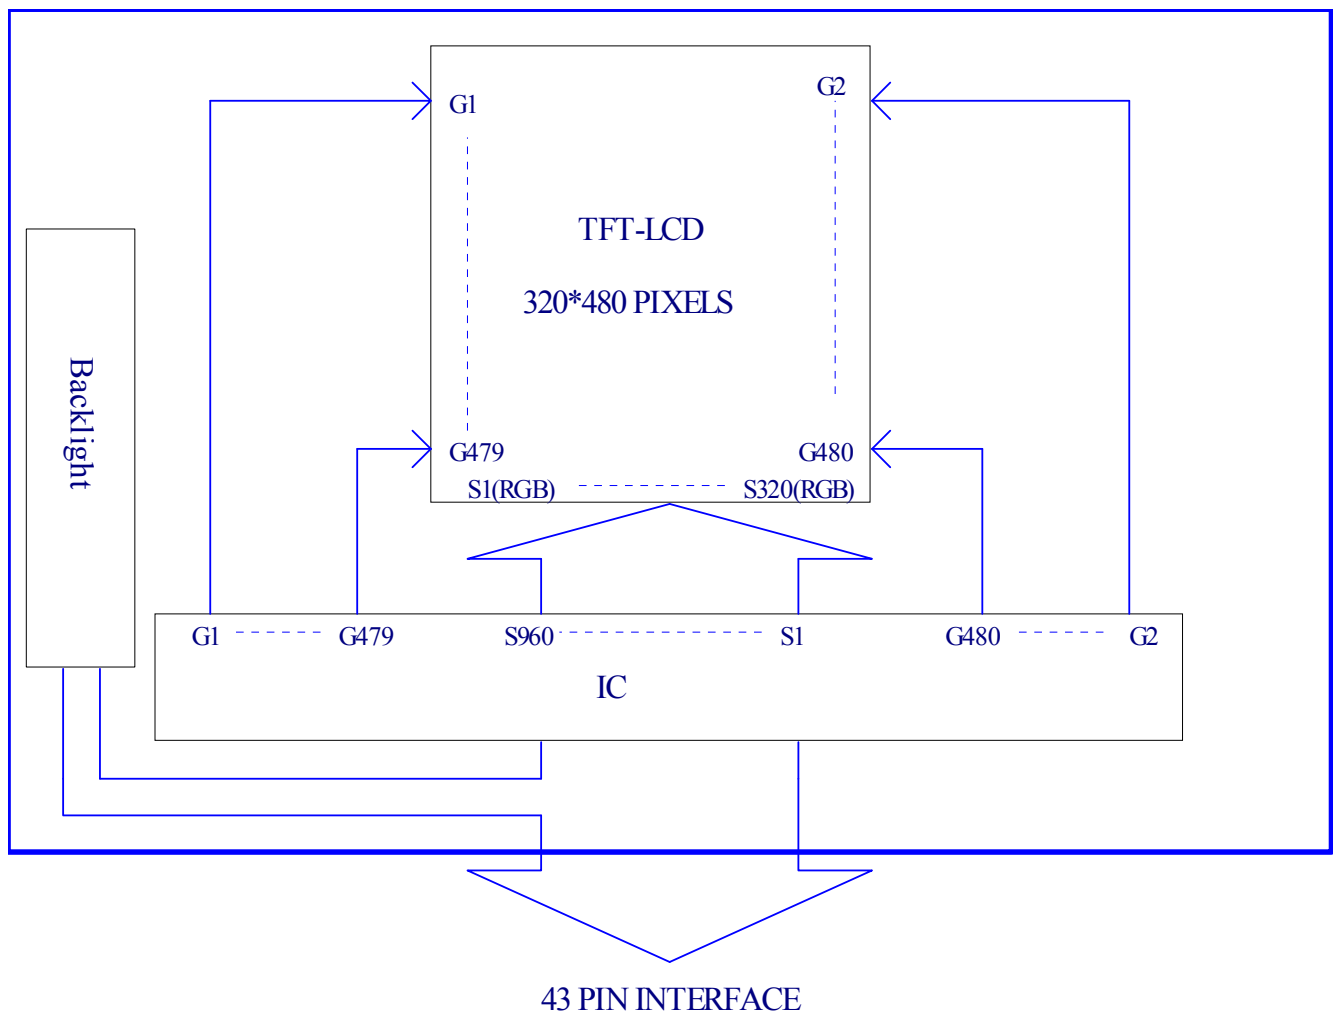 G1
G2
TFT-LCD
320*480 PIXELS
Backlight
G479
G480
S1(RGB)
S320(RGB)
G1
G479
S960
S1
G480
G2
IC
43 PIN INTERFACE